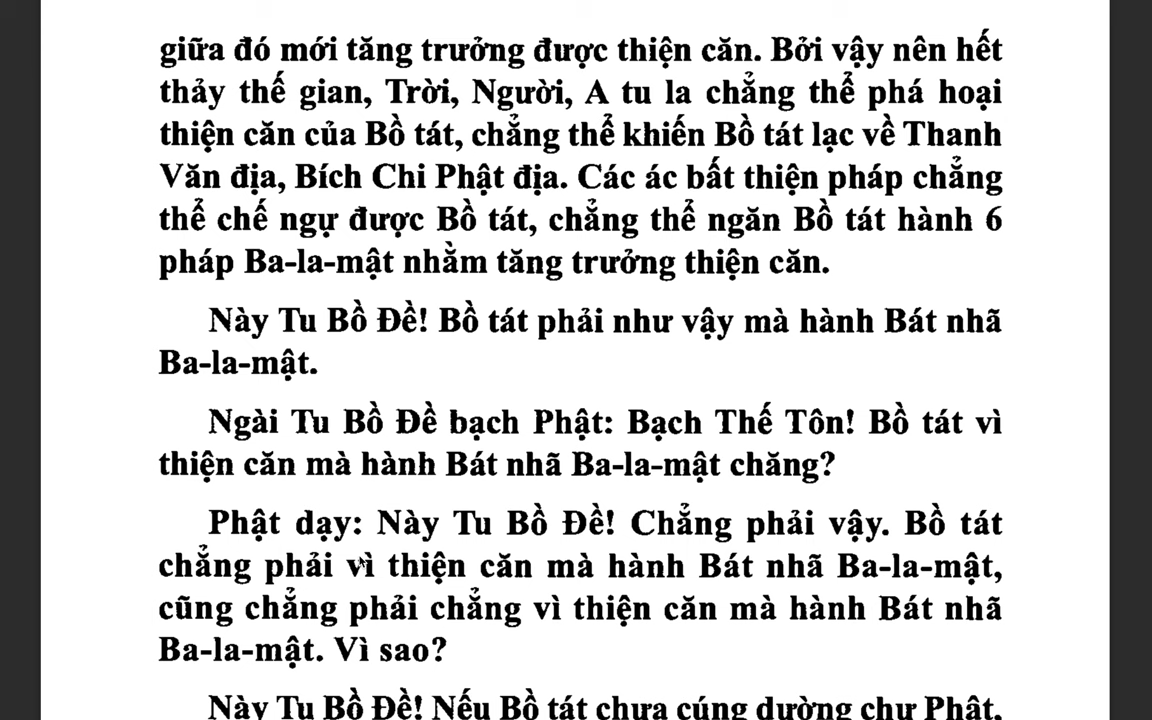 giữa đó mới tăng trưởng được thiện căn. Bởi vậy nên hết
thảy thế gian, Trời, Người, A tu la chẳng thể phá hoại
thiện căn của Bồ tát, chẳng thể khiến Bồ tát lạc về Thanh
Văn địa, Bích Chi Phật địa. Các ác bất thiện pháp chẳng
thể chế ngự được Bồ tát, chẳng thể ngăn Bồ tát hành 6
pháp Ba-la-mật nhằm tăng trưởng thiện căn.
Này Tu Bồ Đề! Bồ tát phải như vậy mà hành Bát nhã
Ba-la-mật.
Ngài Tu Bồ Đề bạch Phật: Bạch Thế Tôn! Bồ tát vì
thiện căn mà hành Bát nhã Ba-la-mật chăng?
Phật dạy: Này Tu Bồ Đề! Chẳng phải vậy. Bồ tát
chẳng phải vì thiện căn mà hành Bát nhã Ba-la-mật,
cũng chẳng phải chẳng vì thiện căn mà hành Bát nhã
Ba-la-mật. Vì sao?
Này Tu Bồ Đề! Nếu Bồ tát chưa cúng dường chư Phật,